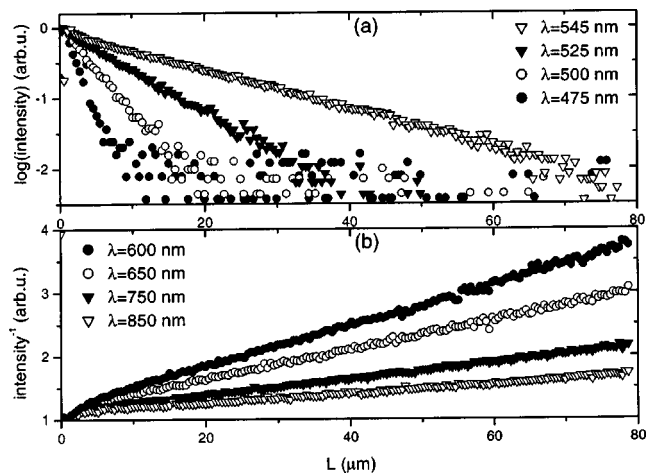 (a)
log(intensity) (arb.u.)
0
-1
-2
▽ λ=545 nm
▼ λ=525 nm
○ λ=500 nm
● λ=475 nm
0 20 40 60 80
(b)
intensity⁻¹ (arb.u.)
4
3
2
1
● λ=600 nm
○ λ=650 nm
▼ λ=750 nm
▽ λ=850 nm
0 20 40 60 80
L (μm)